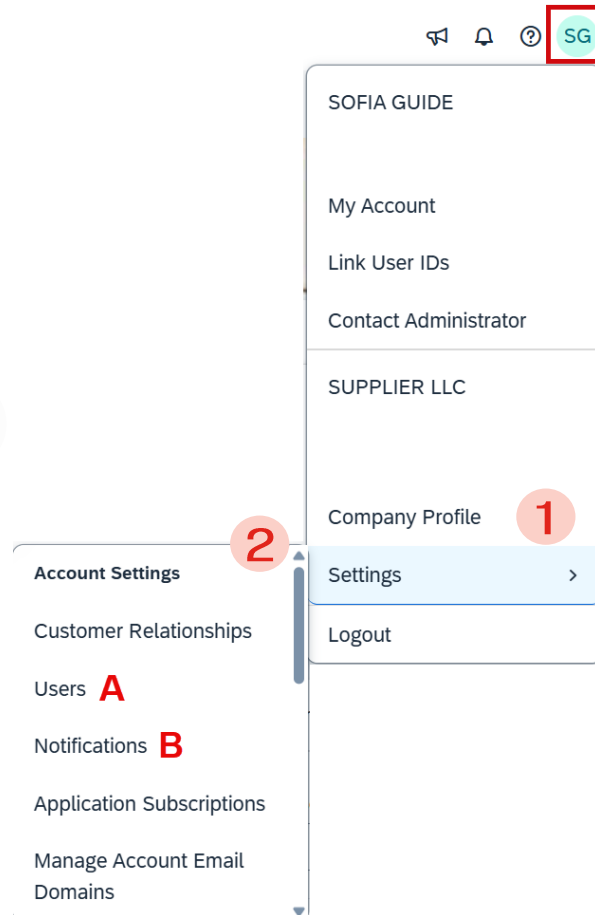 SG
SOFIA GUIDE
My Account
Link User IDs
Contact Administrator
SUPPLIER LLC
Company Profile
1
Settings
Logout
2
Account Settings
Customer Relationships
Users A
Notifications B
Application Subscriptions
Manage Account Email
Domains